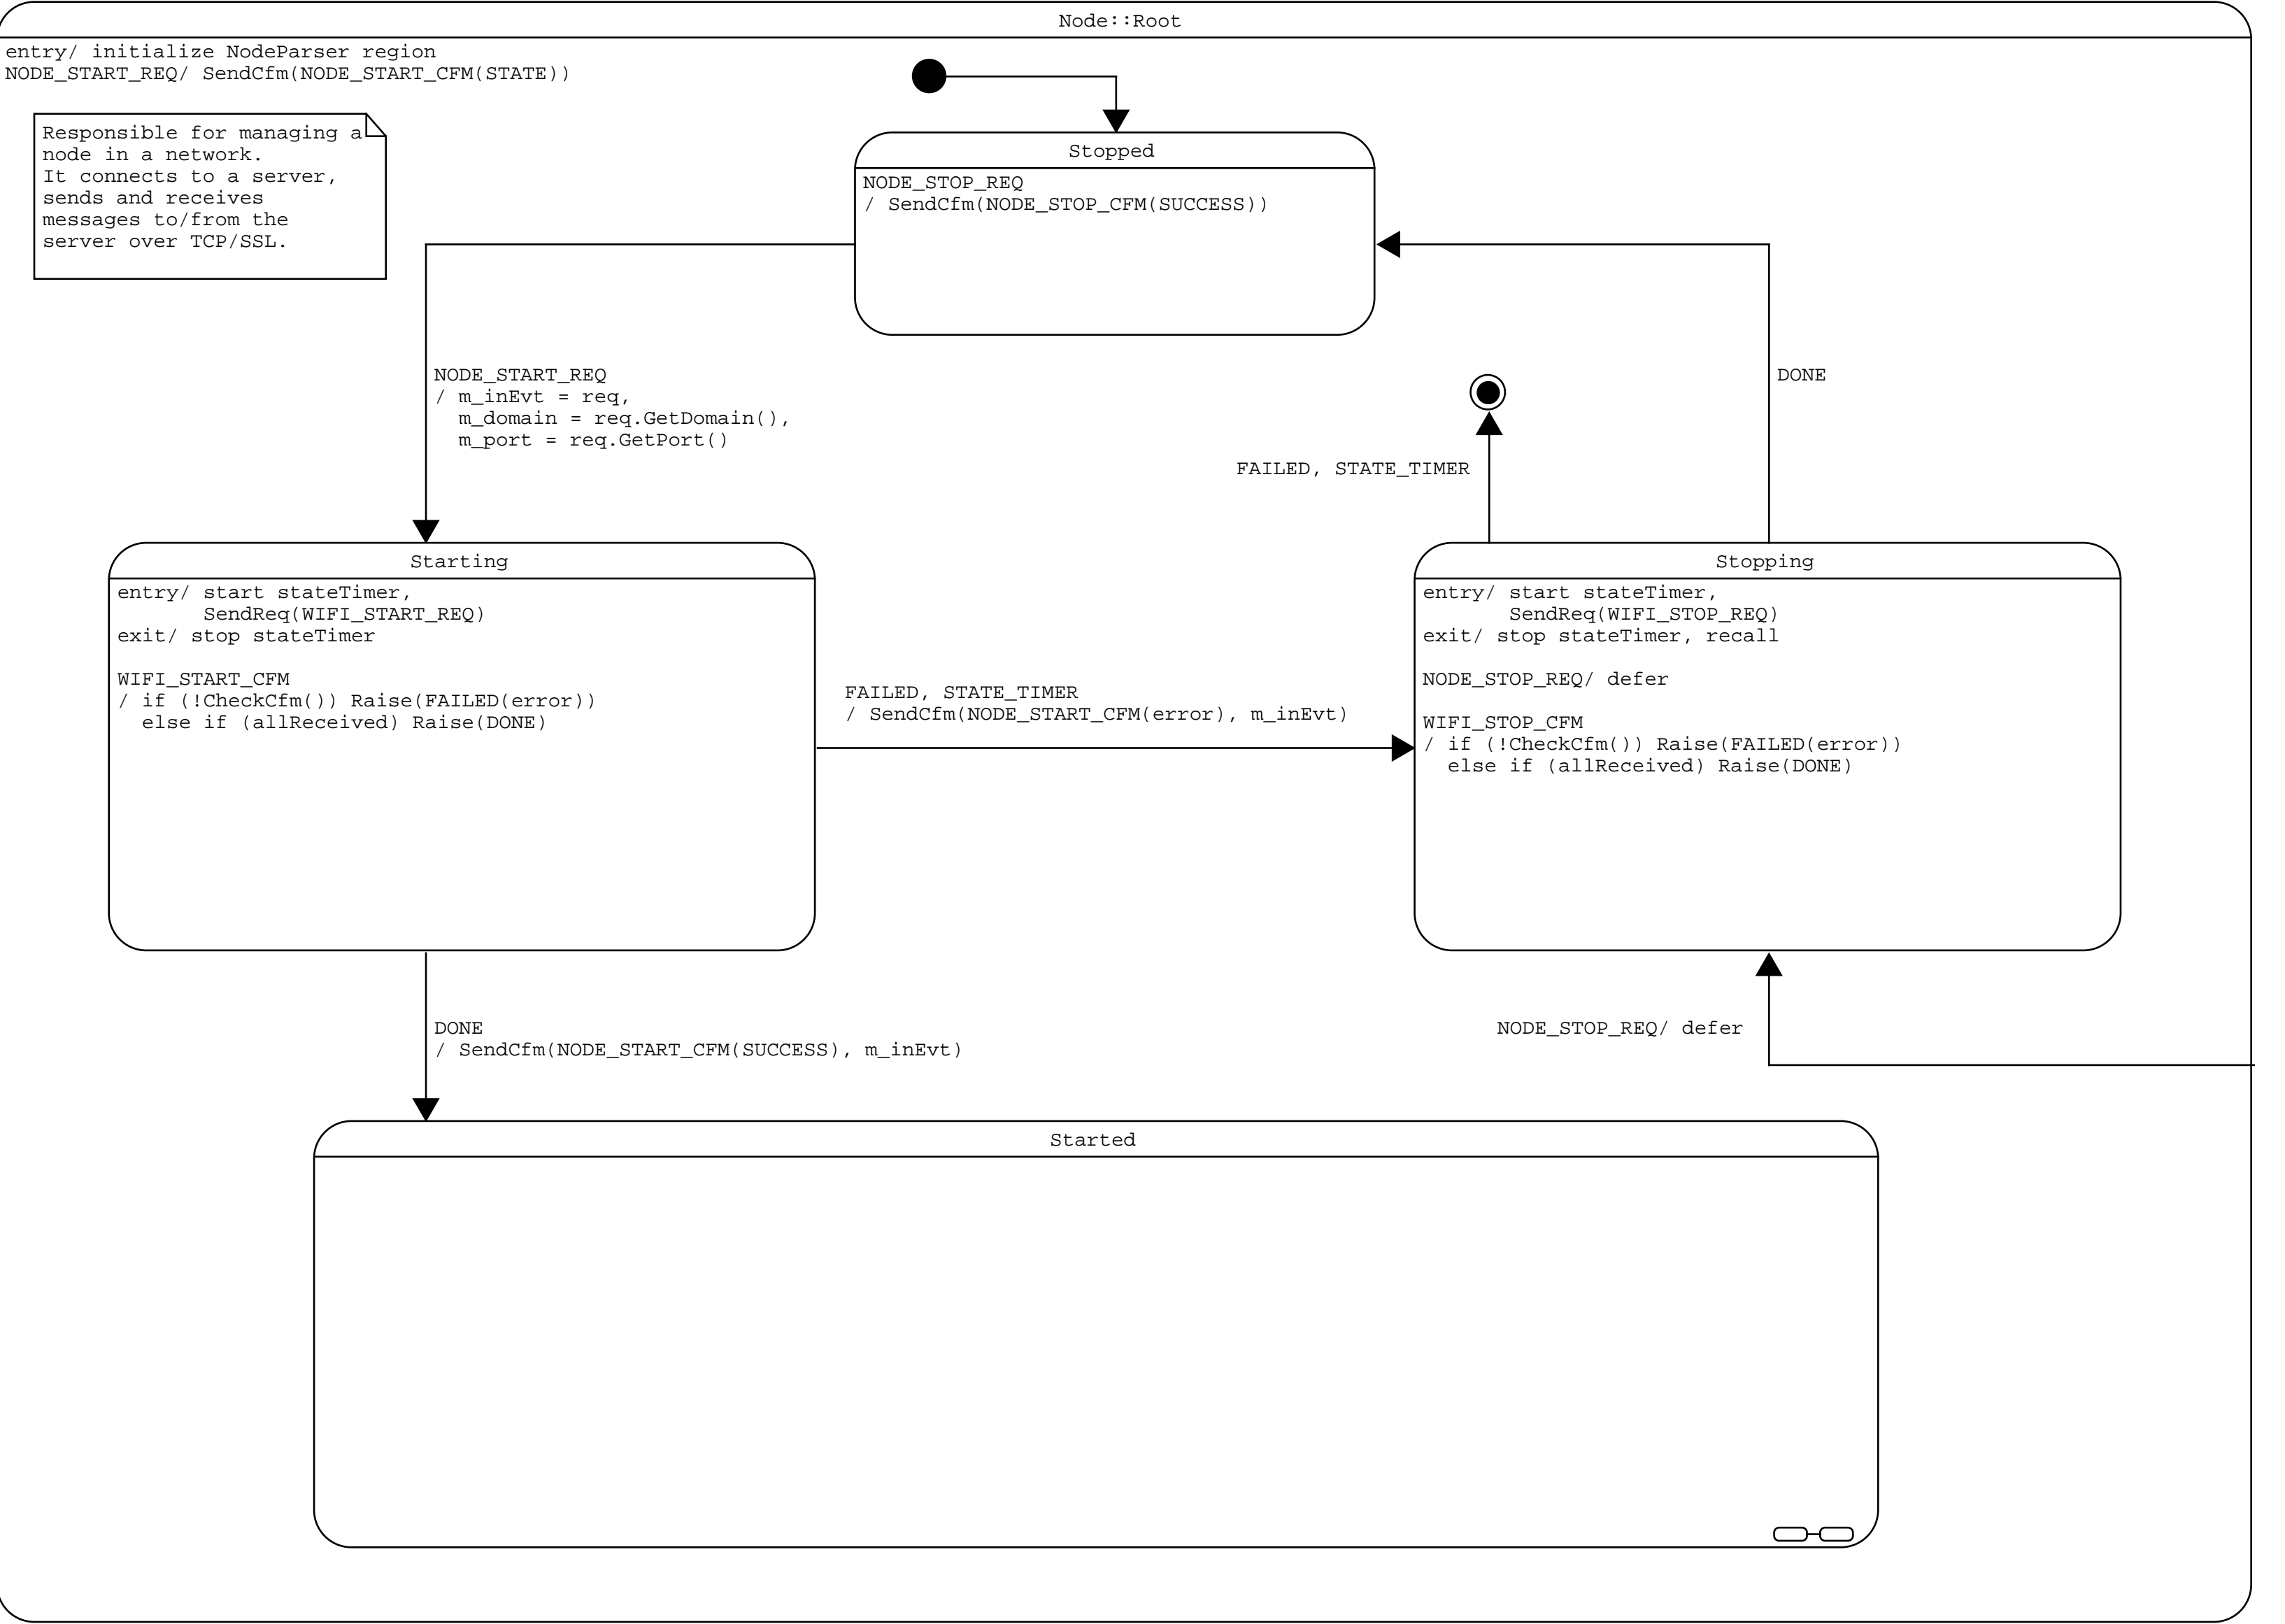 Node::Root
entry/ initialize NodeParser region
NODE_START_REQ/ SendCfm(NODE_START_CFM(STATE))
Responsible for managing a
node in a network.
It connects to a server,
sends and receives
messages to/from the
server over TCP/SSL.
Stopped
NODE_STOP_REQ
/ SendCfm(NODE_STOP_CFM(SUCCESS))
NODE_START_REQ
/ m_inEvt = req,
m_domain = req.GetDomain(),
m_port = req.GetPort()
DONE
FAILED, STATE_TIMER
Starting
entry/ start stateTimer,
SendReq(WIFI_START_REQ)
exit/ stop stateTimer
WIFI_START_CFM
/ if (!CheckCfm()) Raise(FAILED(error))
else if (allReceived) Raise(DONE)
FAILED, STATE_TIMER
/ SendCfm(NODE_START_CFM(error), m_inEvt)
Stopping
entry/ start stateTimer,
SendReq(WIFI_STOP_REQ)
exit/ stop stateTimer, recall
NODE_STOP_REQ/ defer
WIFI_STOP_CFM
/ if (!CheckCfm()) Raise(FAILED(error))
else if (allReceived) Raise(DONE)
DONE
/ SendCfm(NODE_START_CFM(SUCCESS), m_inEvt)
NODE_STOP_REQ/ defer
Started